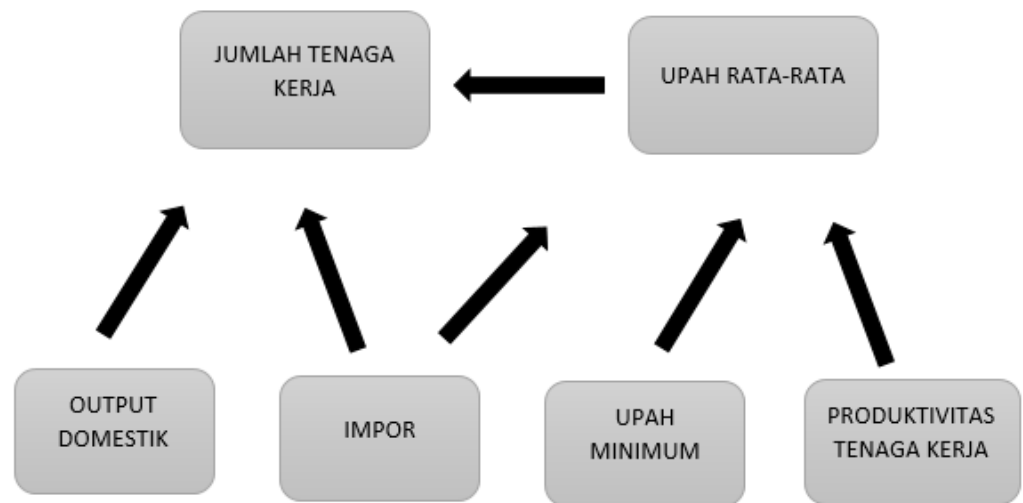 JUMLAH TENAGA
KERJA
UPAH RATA-RATA
OUTPUT
DOMESTIK
IMPOR
UPAH
MINIMUM
PRODUKTIVITAS
TENAGA KERJA